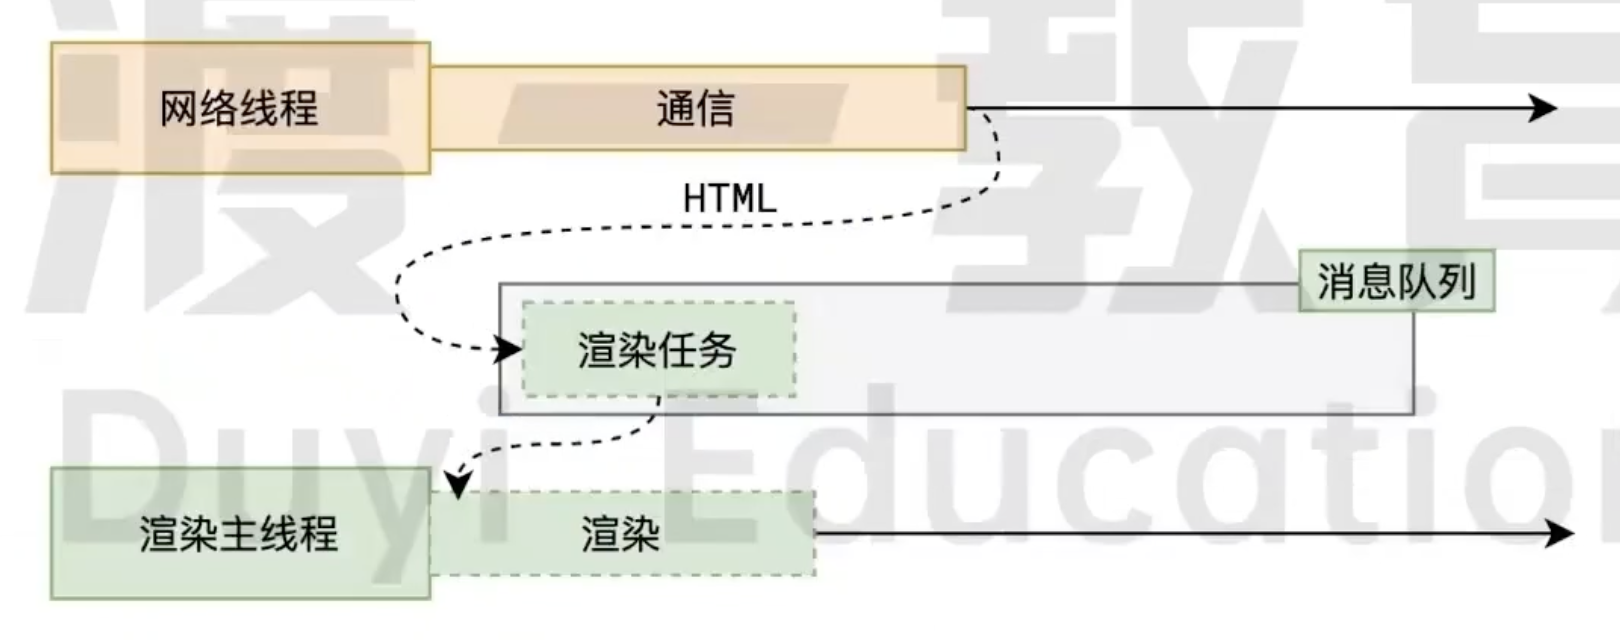 网络线程
通信
HTML
消息队列
渲染任务
渲染主线程
渲染
渡一教育
Duyi Education